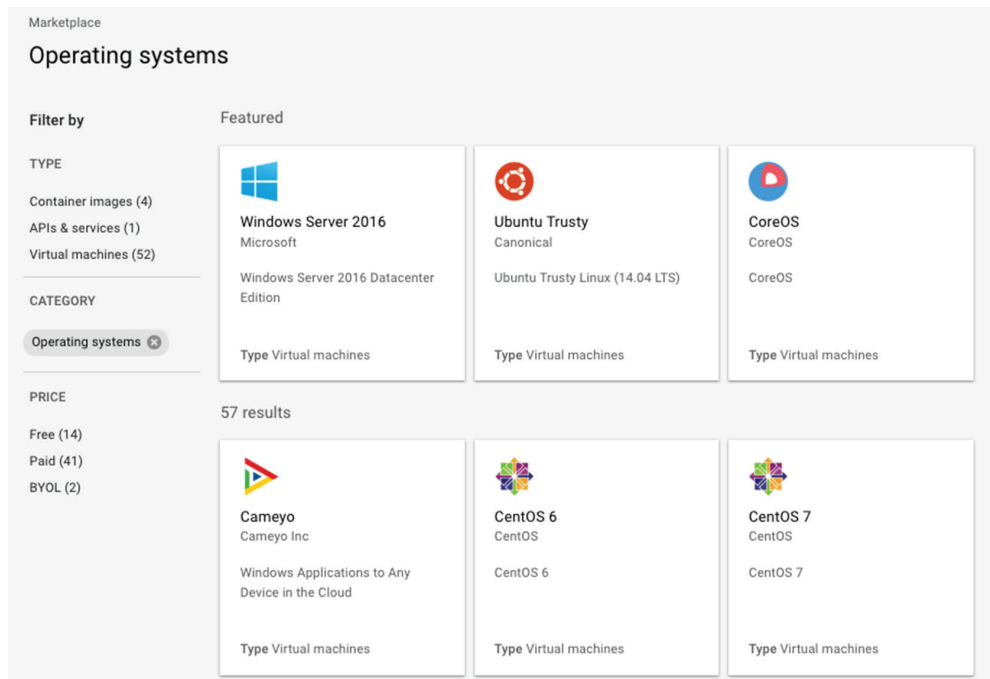 Marketplace
Operating systems
Filter by
TYPE
Container images (4)
APIs & services (1)
Virtual machines (52)
CATEGORY
Operating systems
PRICE
Free (14)
Paid (41)
BYOL (2)
Featured
Windows Server 2016
Microsoft
Windows Server 2016 Datacenter
Edition
Type Virtual machines
Ubuntu Trusty
Canonical
Ubuntu Trusty Linux (14.04 LTS)
Type Virtual machines
CoreOS
CoreOS
CoreOS
Type Virtual machines
57 results
Cameyo
Cameyo Inc
Windows Applications to Any
Device in the Cloud
Type Virtual machines
CentOS 6
CentOS
CentOS 6
Type Virtual machines
CentOS 7
CentOS
CentOS 7
Type Virtual machines